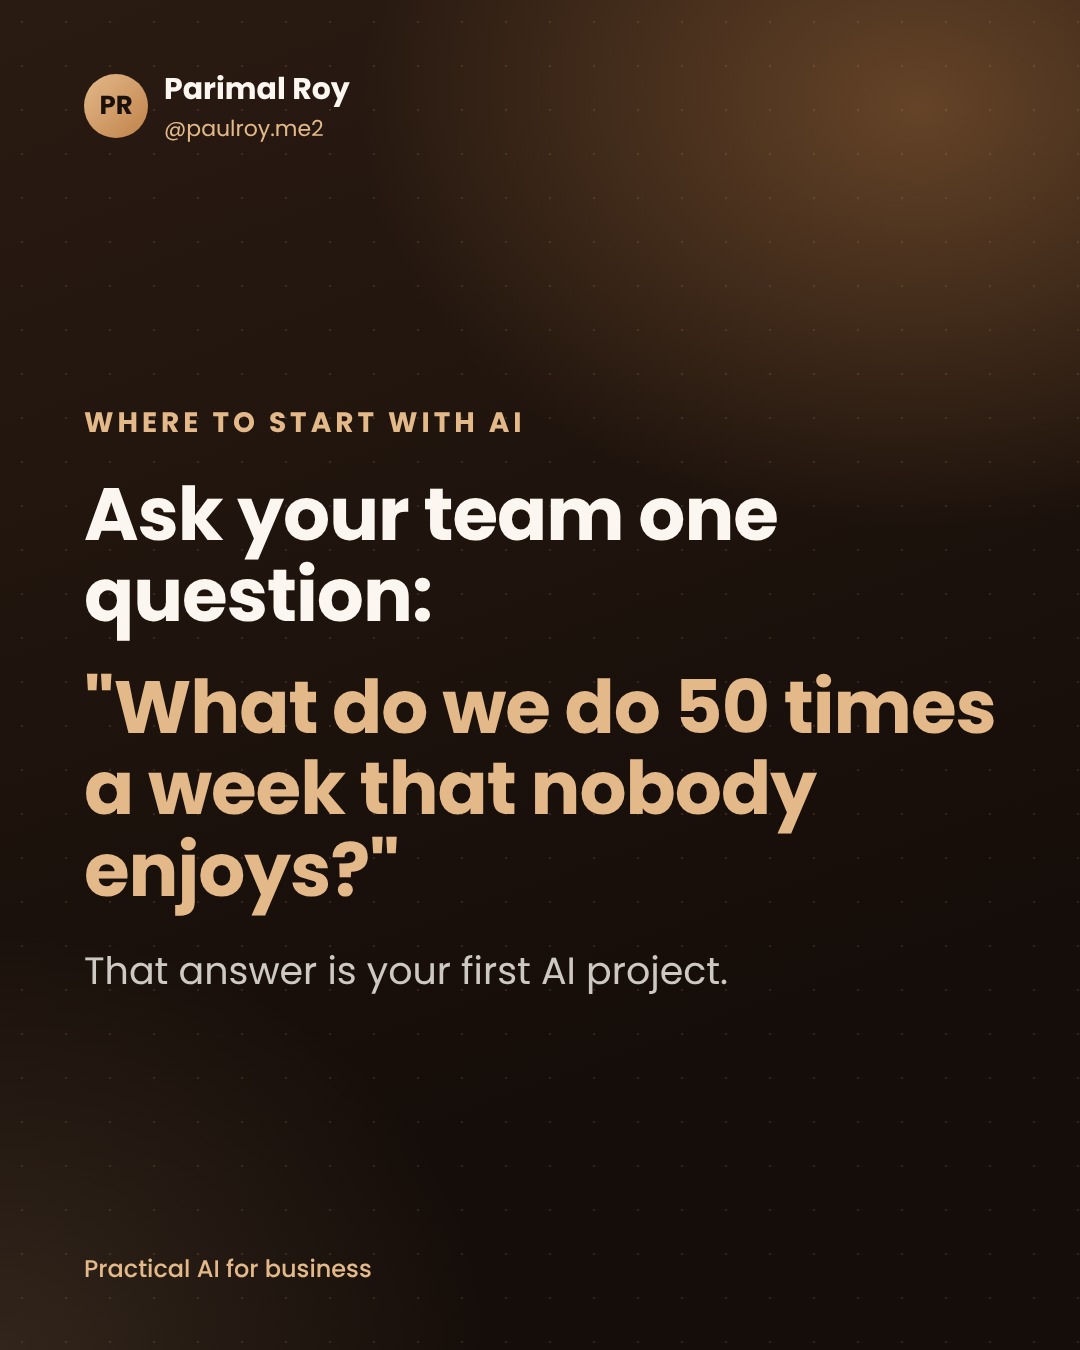 PR
Parimal Roy
@paulroy.me2
WHERE TO START WITH AI
Ask your team one
question:
"What do we do 50 times
a week that nobody
enjoys?"
That answer is your first AI project.
Practical AI for business